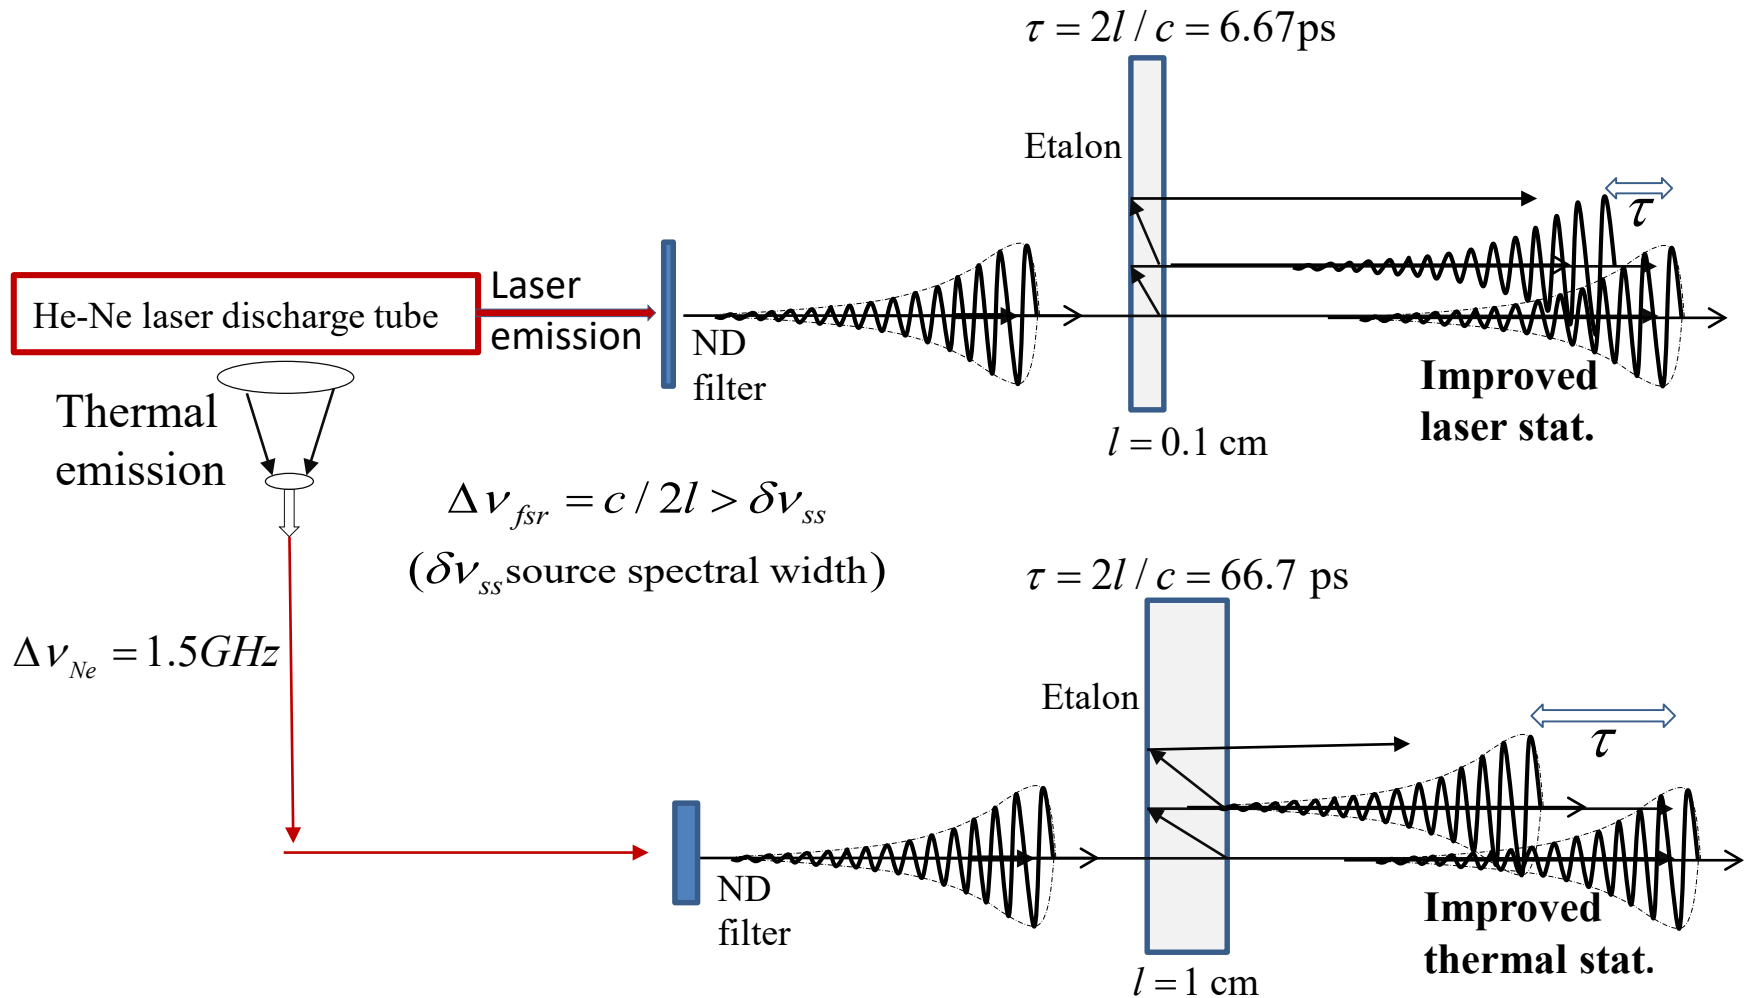 τ = 2l / c = 6.67ps
Etalon
τ
Laser
emission
He-Ne laser discharge tube
ND
filter
Improved
laser stat.
l = 0.1 cm
Thermal
emission
Δν_fsr = c / 2l > δν_ss
(δν_ss source spectral width)
τ = 2l / c = 66.7 ps
Δν_Ne = 1.5GHz
Etalon
τ
ND
filter
Improved
thermal stat.
l = 1 cm